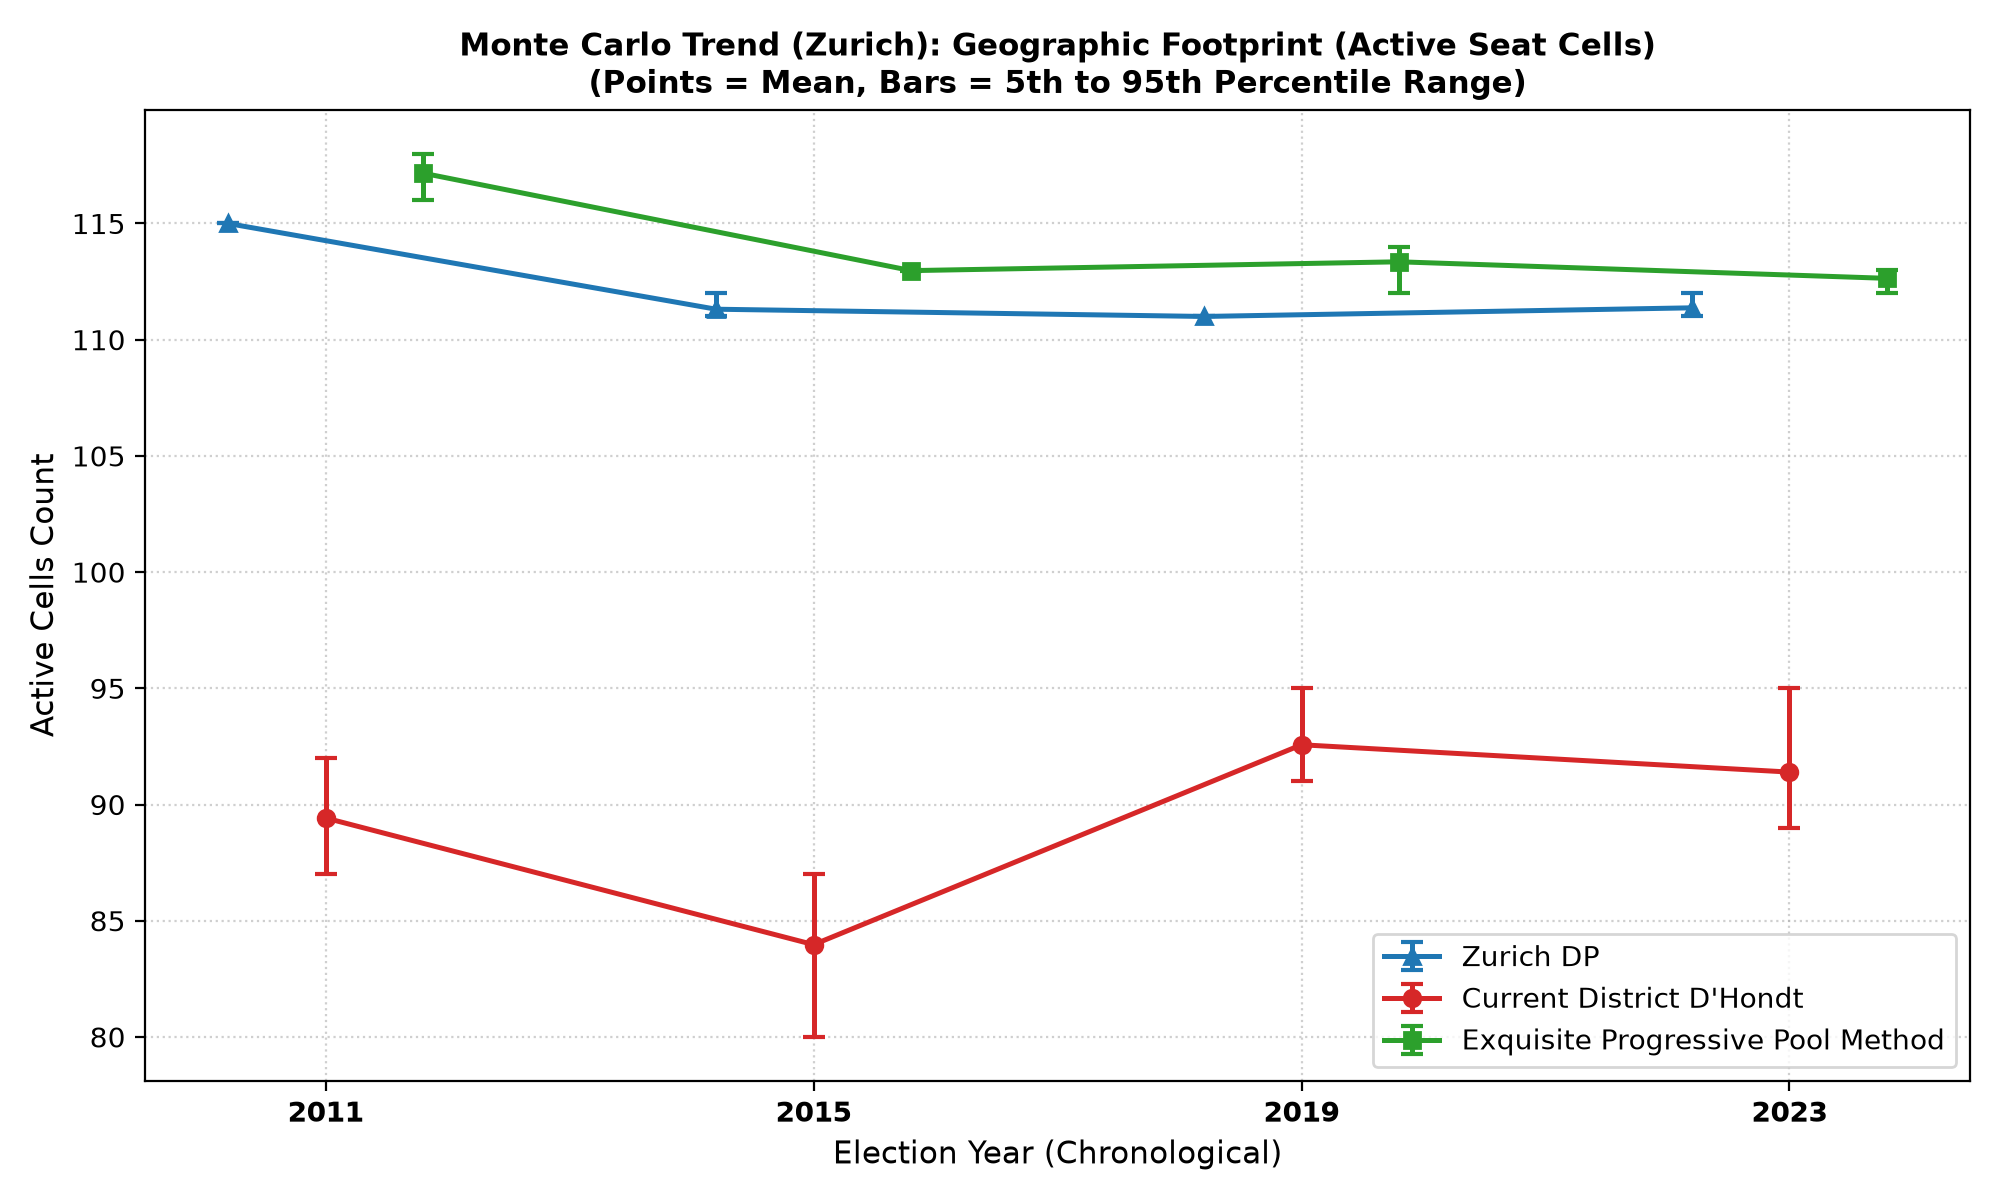 Monte Carlo Trend (Zurich): Geographic Footprint (Active Seat Cells)
(Points = Mean, Bars = 5th to 95th Percentile Range)
Active Cells Count
115
110
105
100
95
90
85
80
Zurich DP
Current District D'Hondt
Exquisite Progressive Pool Method
2011
2015
2019
2023
Election Year (Chronological)